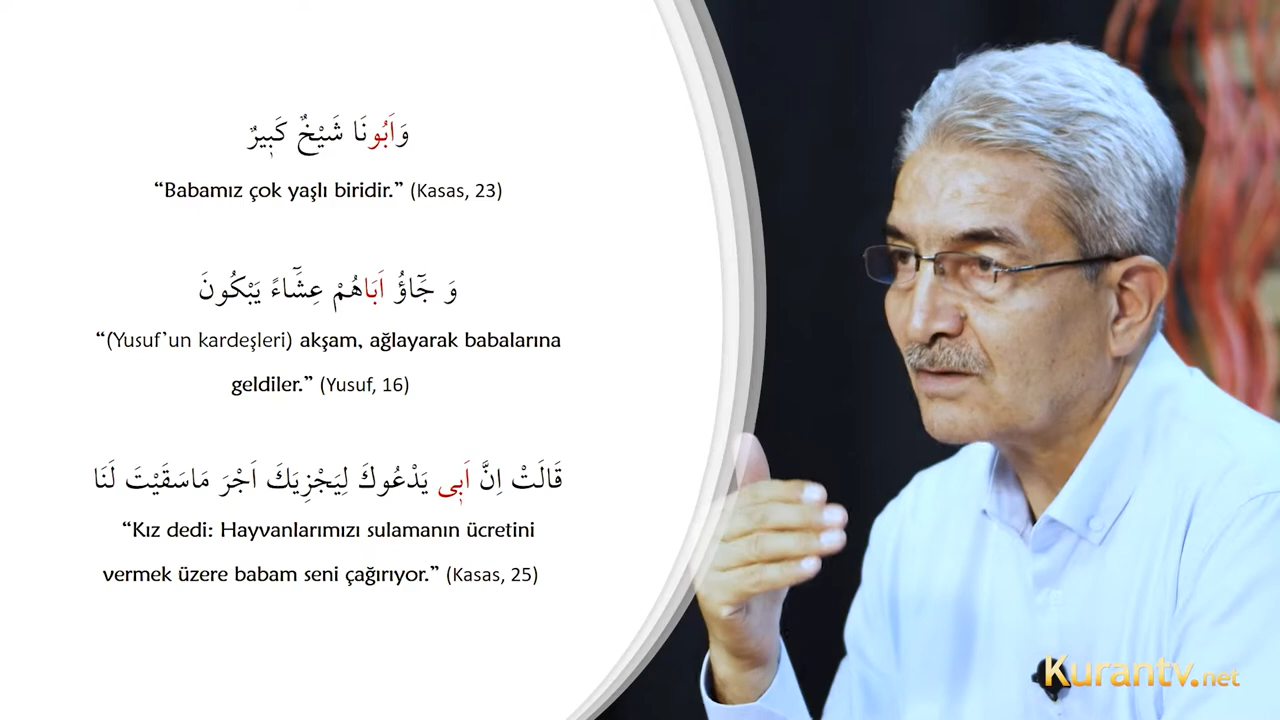 وَاَبُونَا شَيْخٌ كَبٖيرٌ
“Babamız çok yaşlı biridir.” (Kasas, 23)
وَ جَٓاؤُ اَبَاهُمْ عِشَٓاءً يَبْكُونَ
“(Yusuf’un kardeşleri) akşam, ağlayarak babalarına
geldiler.” (Yusuf, 16)
قَالَتْ اِنَّ اَبٖى يَدْعُوكَ لِيَجْزِيَكَ اَجْرَ مَاسَقَيْتَ لَنَا
“Kız dedi: Hayvanlarımızı sulamanın ücretini
vermek üzere babam seni çağırıyor.” (Kasas, 25)
Kurantv.net